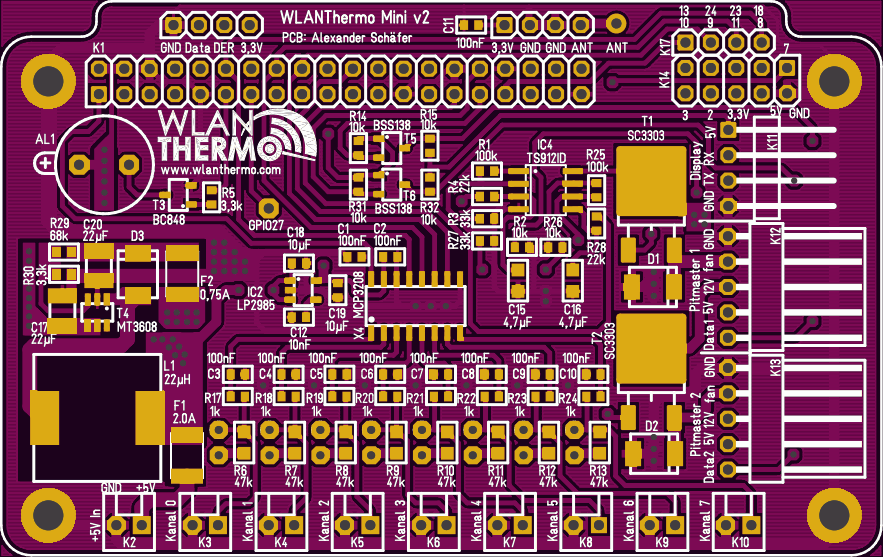 WLANThermo Mini v2
PCB: Alexander Schäfer
GND Data DER 3,3V
C11
100nF
3,3V GND GND ANT
ANT
13 24 23 18
10 9 11 8
K17
K14
7
3 2 3,3V 5V GND
K1
AL1
WLAN
THERMO
www.wlanthermo.com
T3
BC848
R5
3,3k
GPIO27
R14
10k
BSS138
T5
R15
10k
R31
10k
T6
BSS138
R32
10k
R1
100k
R4
22k
R3
33k
R27
33k
IC4
TS912ID
R25
100k
R2
10k
R26
10k
R28
22k
C15
4,7µF
C16
4,7µF
T1
SC3303
D1
T2
SC3303
D2
Display
5V
RX
TX
GND
K11
Pitmaster 1
GND
fan
12V
5V
Data1
K12
Pitmaster 2
GND
fan
12V
5V
Data2
K13
R29
68k
C20
22µF
D3
R30
3.3k
F2
0,75A
T4
MT3608
C17
22µF
C18
10µF
IC2
LP2985
C19
10µF
C12
10nF
C1
100nF
C2
100nF
MCP3208
X4
L1
22µH
F1
2.0A
100nF 100nF 100nF 100nF 100nF 100nF 100nF 100nF
C3 C4 C5 C6 C7 C8 C9 C10
R17 R18 R19 R20 R21 R22 R23 R24
1k 1k 1k 1k 1k 1k 1k 1k
R6 R7 R8 R9 R10 R11 R12 R13
47k 47k 47k 47k 47k 47k 47k 47k
GND +5V
+5V In
Kanal 0
Kanal 1
Kanal 2
Kanal 3
Kanal 4
Kanal 5
Kanal 6
Kanal 7
K2 K3 K4 K5 K6 K7 K8 K9 K10